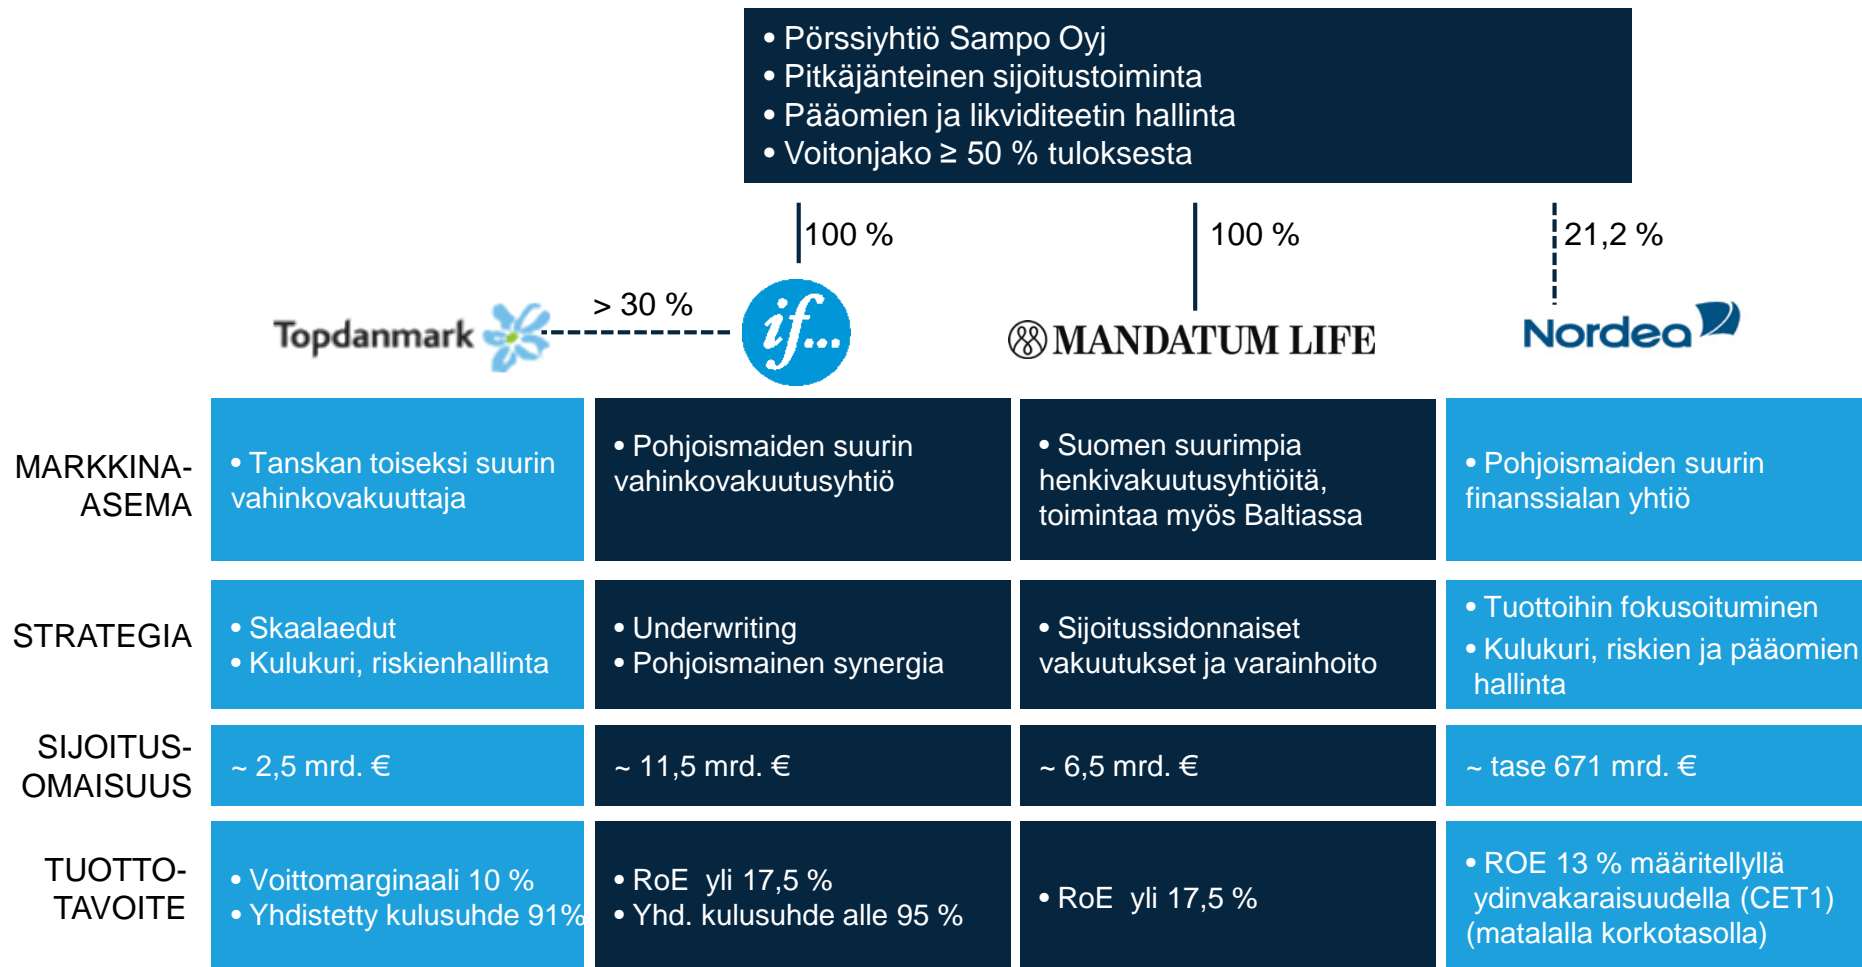 • Pörssiyhtiö Sampo Oyj
• Pitkäjänteinen sijoitustoiminta
• Pääomien ja likviditeetin hallinta
• Voitonjako ≥ 50 % tuloksesta
100 %
100 %
21,2 %
Topdanmark
> 30 %
if...
MANDATUM LIFE
Nordea
MARKKINA-
ASEMA
• Tanskan toiseksi suurin
vahinkovakuuttaja
• Pohjoismaiden suurin
vahinkovakuutusyhtiö
• Suomen suurimpia
henkivakuutusyhtiöitä,
toimintaa myös Baltiassa
• Pohjoismaiden suurin
finanssialan yhtiö
STRATEGIA
• Skaalaedut
• Kulukuri, riskienhallinta
• Underwriting
• Pohjoismainen synergia
• Sijoitussidonnaiset
vakuutukset ja varainhoito
• Tuottoihin fokusoituminen
• Kulukuri, riskien ja pääomien
hallinta
SIJOITUS-
OMAISUUS
~ 2,5 mrd. €
~ 11,5 mrd. €
~ 6,5 mrd. €
~ tase 671 mrd. €
TUOTTO-
TAVOITE
• Voittomarginaali 10 %
• Yhdistetty kulusuhde 91%
• RoE yli 17,5 %
• Yhd. kulusuhde alle 95 %
• RoE yli 17,5 %
• ROE 13 % määritellyllä
ydinvakaraisuudella (CET1)
(matalalla korkotasolla)